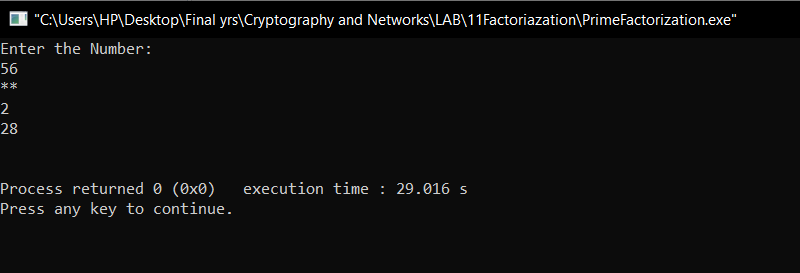 "C:\Users\HP\Desktop\Final yrs\Cryptography and Networks\LAB\11Factoriazation\PrimeFactorization.exe"
Enter the Number:
56
**
2
28
Process returned 0 (0x0)   execution time : 29.016 s
Press any key to continue.